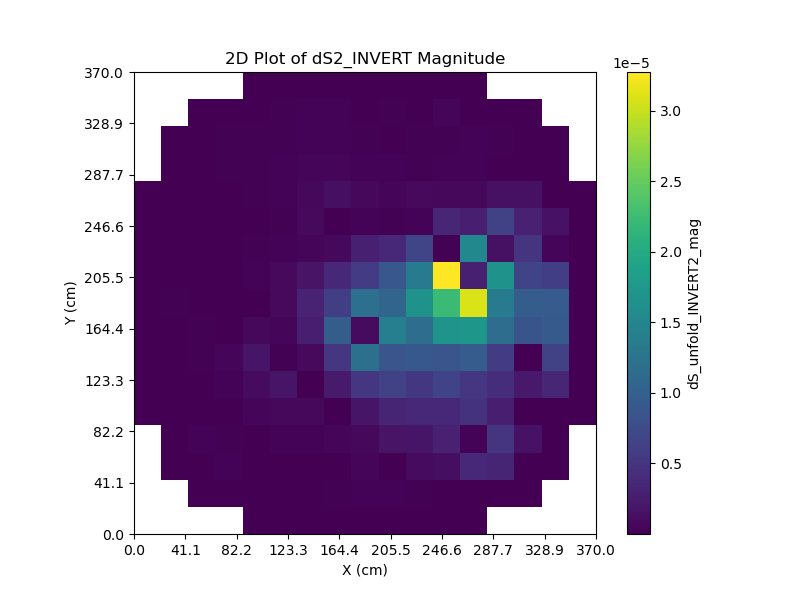 2D Plot of dS2_INVERT Magnitude
1e−5
370.0
328.9
287.7
246.6
205.5
164.4
123.3
82.2
41.1
0.0
Y (cm)
0.0 41.1 82.2 123.3 164.4 205.5 246.6 287.7 328.9 370.0
X (cm)
3.0
2.5
2.0
1.5
1.0
0.5
dS_unfold_INVERT2_mag